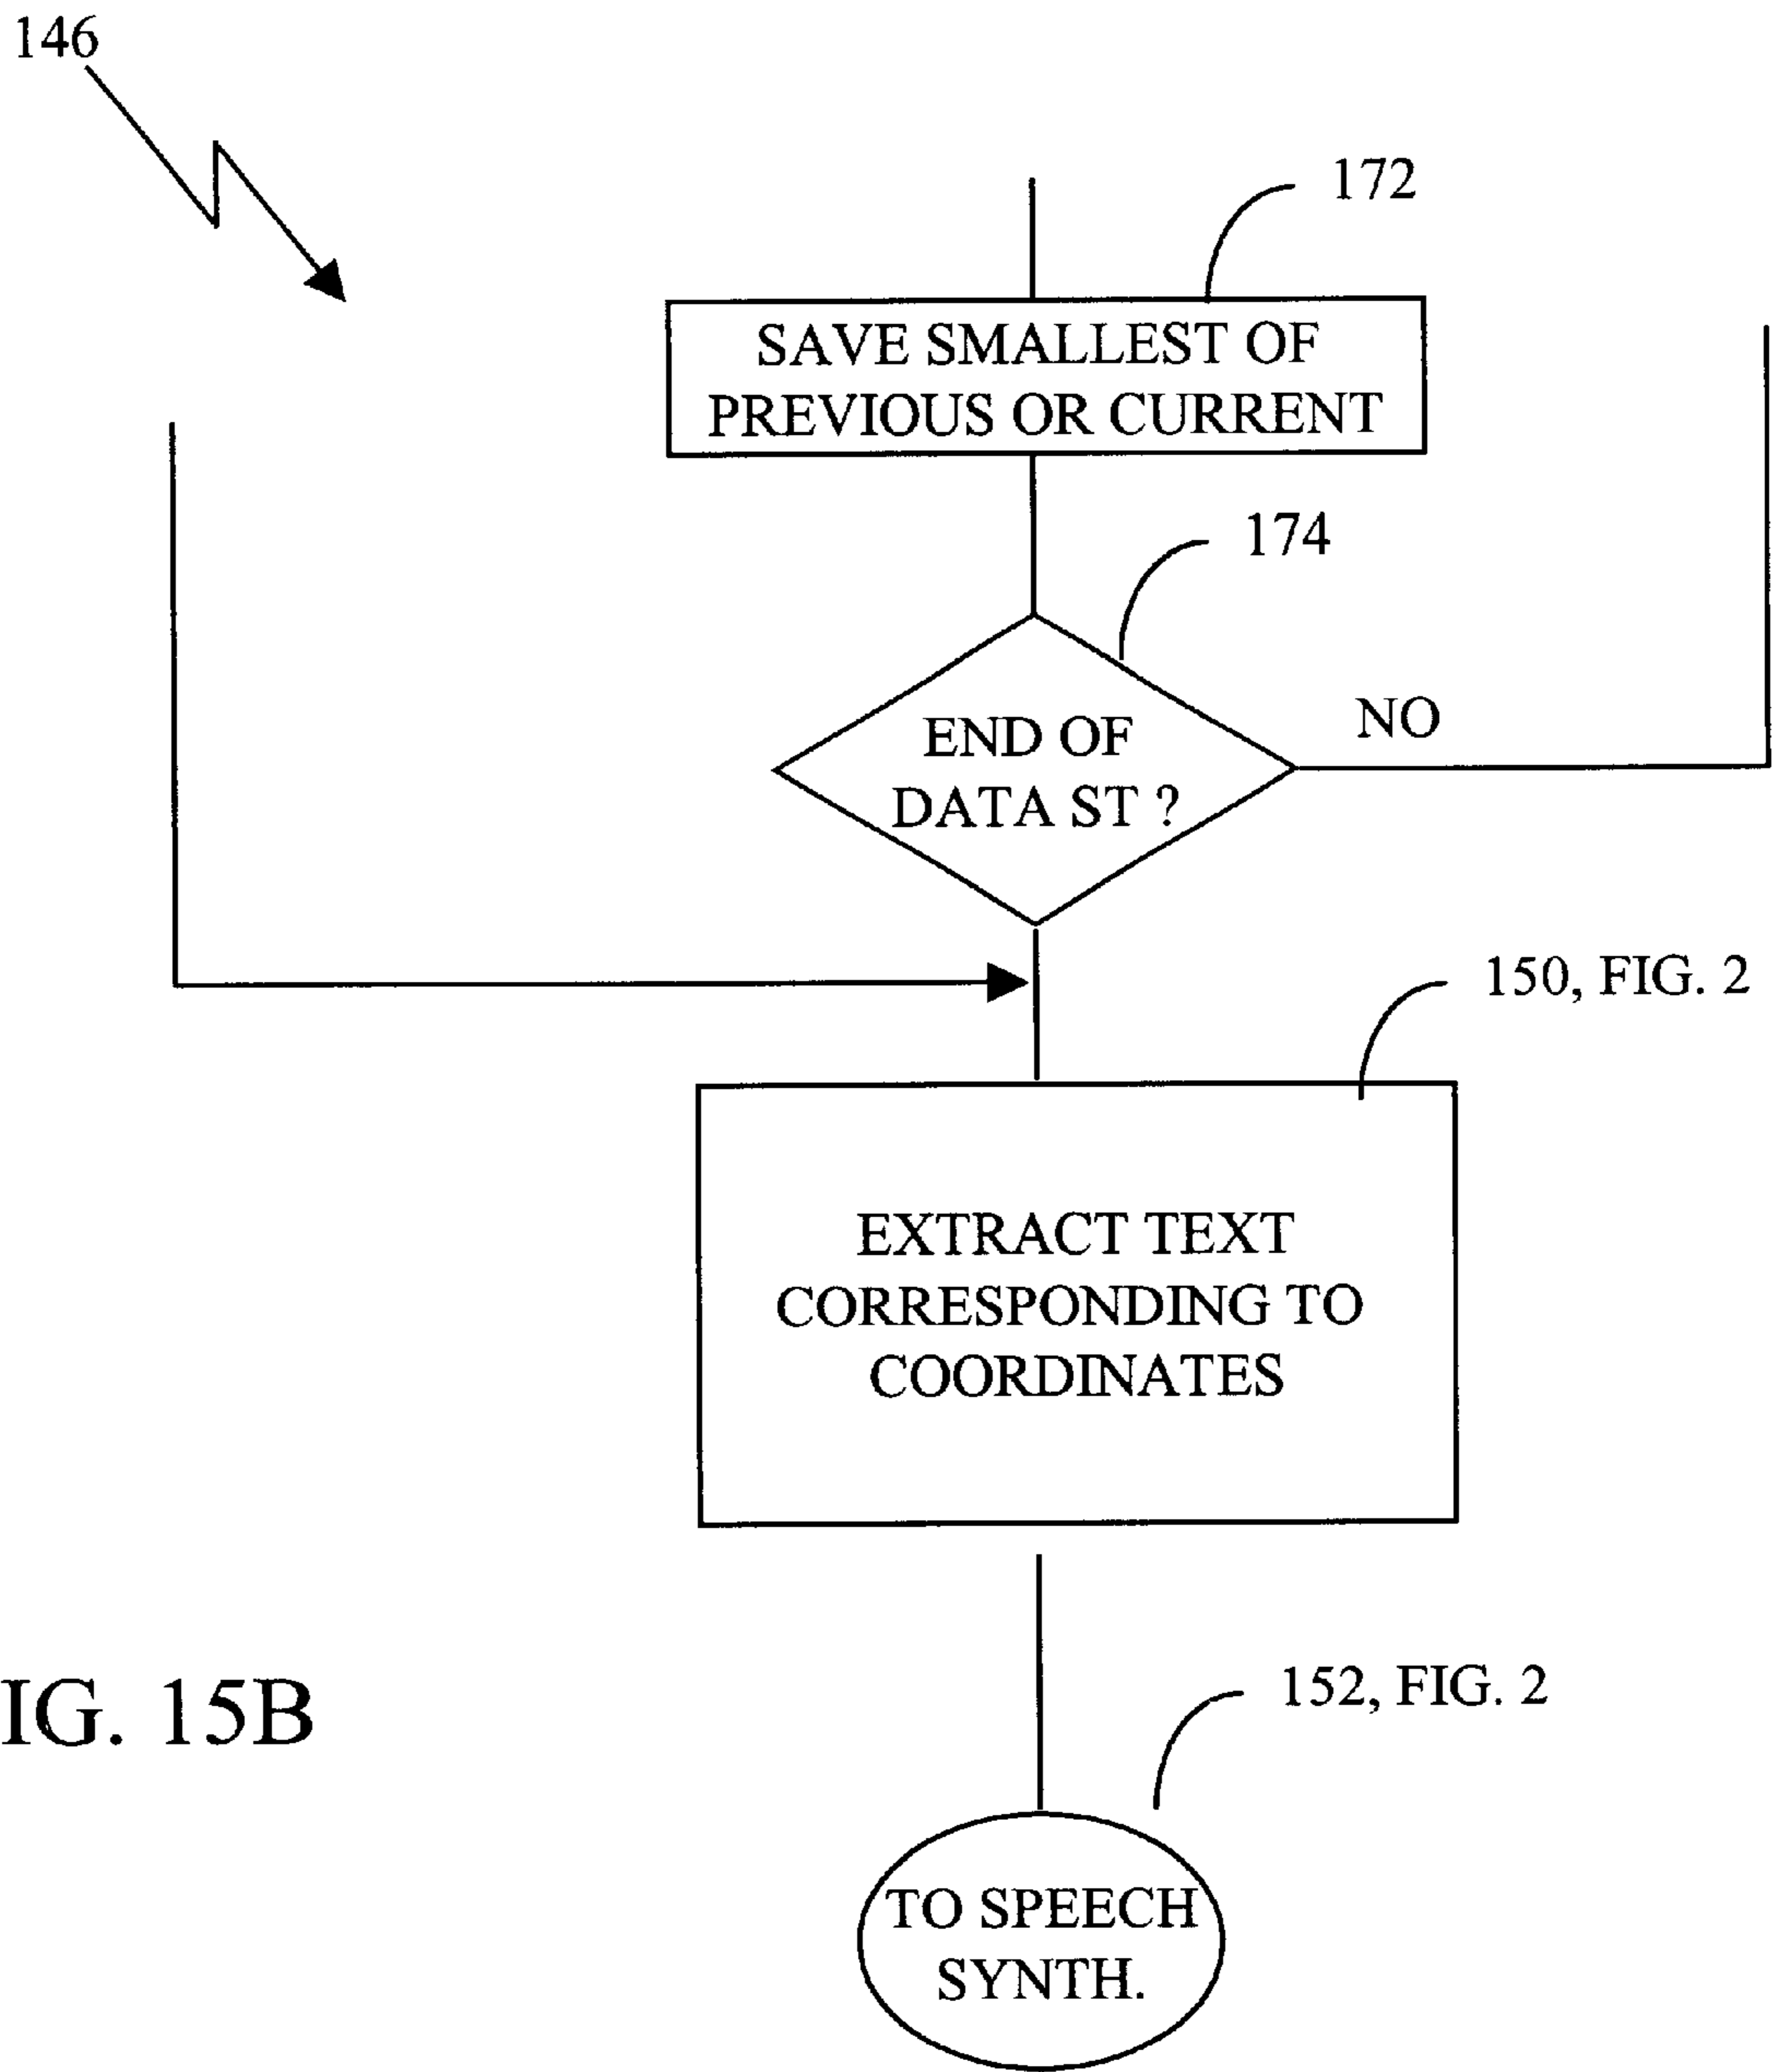 146
172
SAVE SMALLEST OF
PREVIOUS OR CURRENT
174
NO
END OF
DATA ST ?
150, FIG. 2
EXTRACT TEXT
CORRESPONDING TO
COORDINATES
152, FIG. 2
IG. 15B
TO SPEECH
SYNTH.